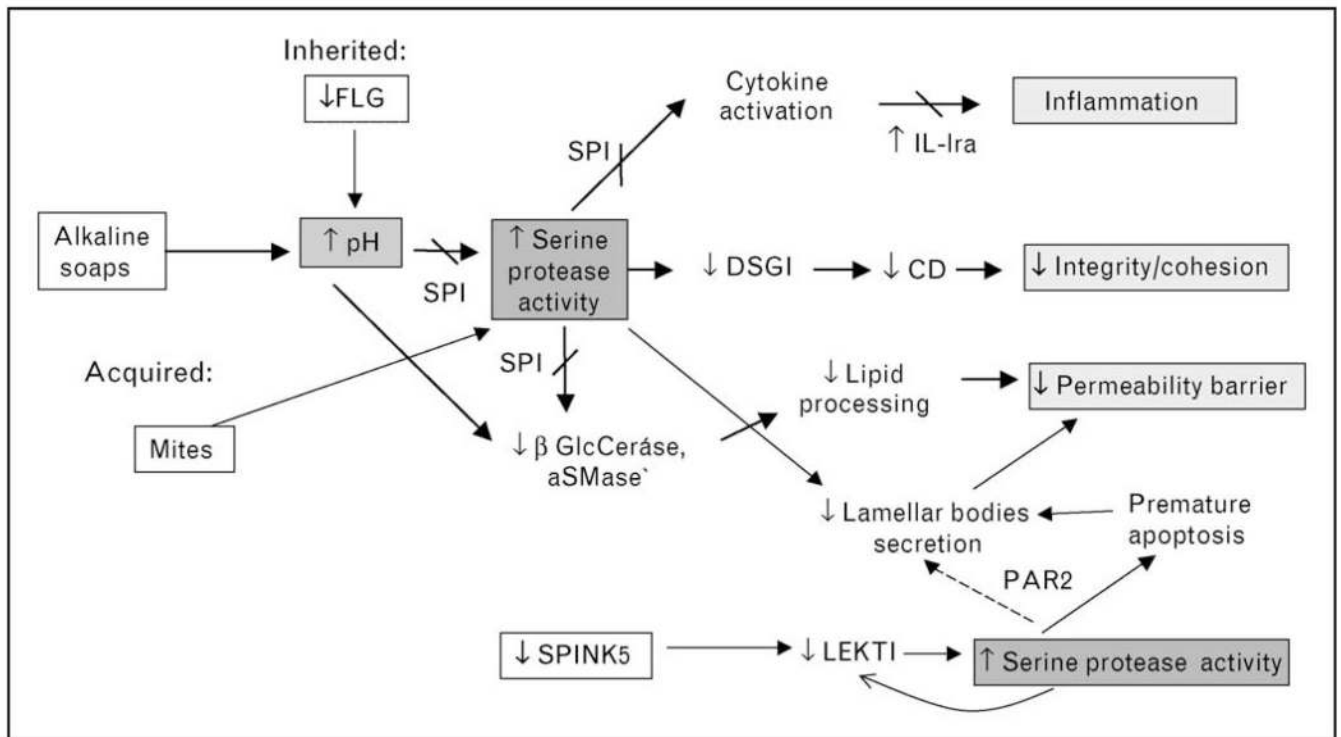 Inherited:
↓FLG
Cytokine
activation
Inflammation
↑ IL-Ira
SPI
Alkaline
soaps
↑ pH
SPI
↑ Serine
protease
activity
↓ DSGI
↓ CD
↓ Integrity/cohesion
Acquired:
SPI
↓ Lipid
processing
↓ Permeability barrier
Mites
↓ β GlcCeráse,
aSMase`
↓ Lamellar bodies
secretion
Premature
apoptosis
PAR2
↓ SPINK5
↓ LEKTI
↑ Serine protease activity